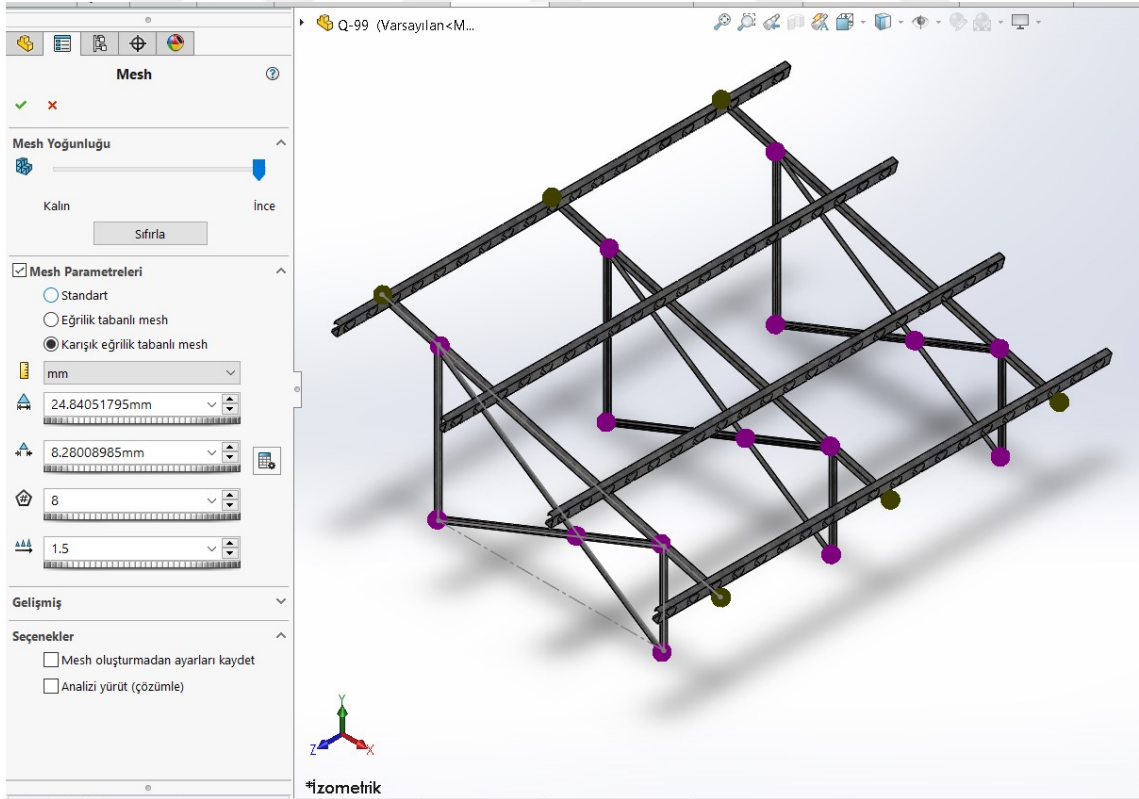 Q-99 (Varsayılan<M...
Mesh
Mesh Yoğunluğu
Kalın İnce
Sıfırla
Mesh Parametreleri
Standart
Eğrilik tabanlı mesh
Karışık eğrilik tabanlı mesh
mm
24.84051795mm
8.28008985mm
8
1.5
Gelişmiş
Seçenekler
Mesh oluşturmadan ayarları kaydet
Analizi yürüt (çözümle)
Y
Z X
*İzometrik